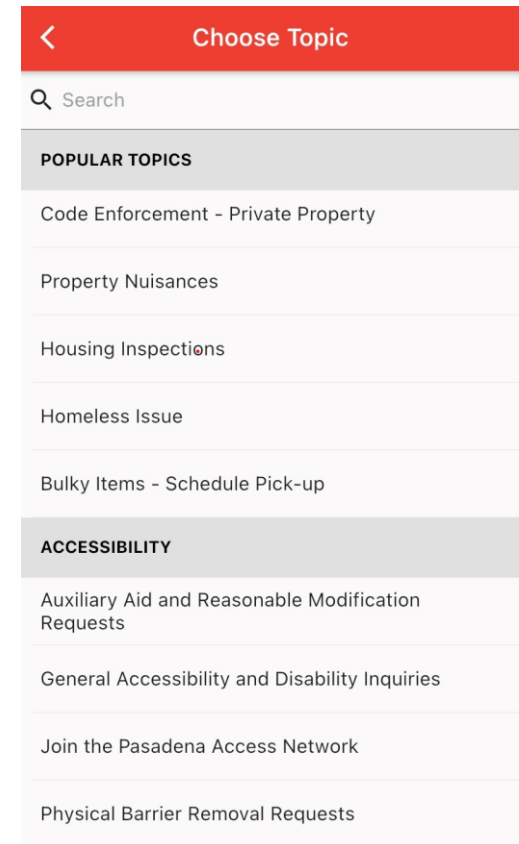 Choose Topic
Search
POPULAR TOPICS
Code Enforcement - Private Property
Property Nuisances
Housing Inspections
Homeless Issue
Bulky Items - Schedule Pick-up
ACCESSIBILITY
Auxiliary Aid and Reasonable Modification
Requests
General Accessibility and Disability Inquiries
Join the Pasadena Access Network
Physical Barrier Removal Requests